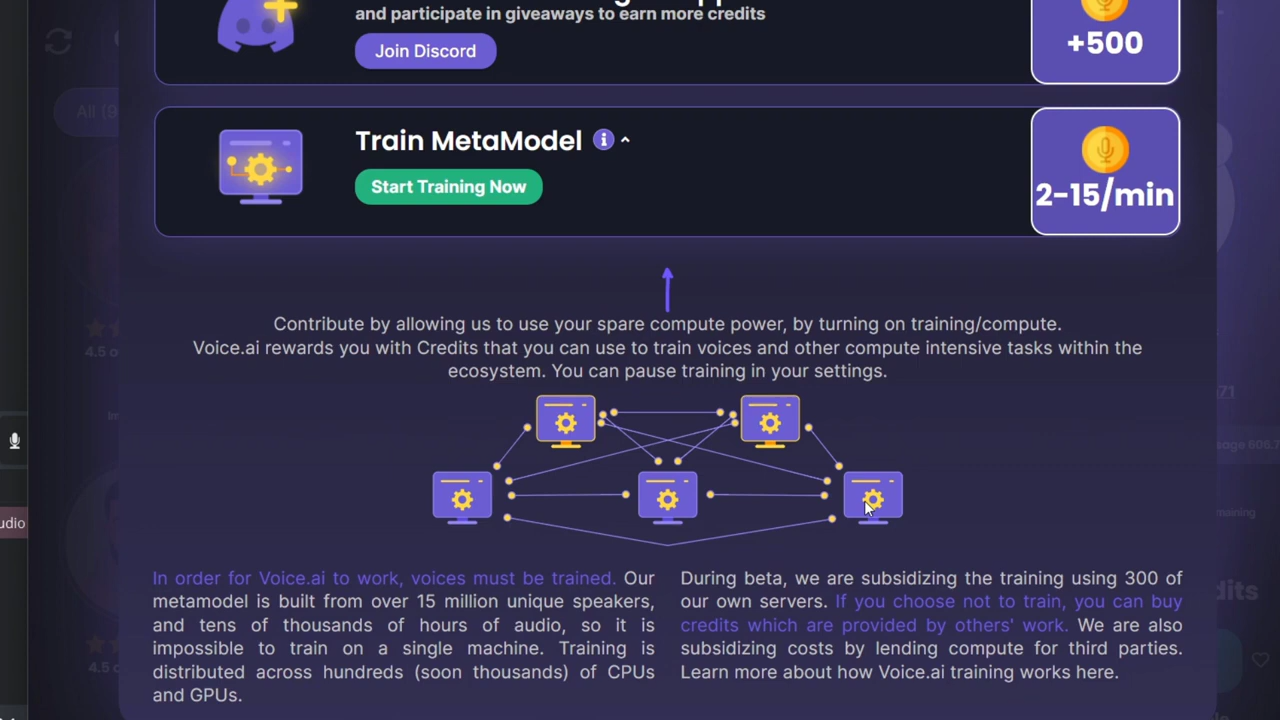 and participate in giveaways to earn more credits
Join Discord
+500
All (9
Train MetaModel
Start Training Now
2-15/min
Contribute by allowing us to use your spare compute power, by turning on training/compute.
Voice.ai rewards you with Credits that you can use to train voices and other compute intensive tasks within the
ecosystem. You can pause training in your settings.
4.5 o
udio
In order for Voice.ai to work, voices must be trained. Our
metamodel is built from over 15 million unique speakers,
and tens of thousands of hours of audio, so it is
impossible to train on a single machine. Training is
distributed across hundreds (soon thousands) of CPUs
and GPUs.
During beta, we are subsidizing the training using 300 of
our own servers. If you choose not to train, you can buy
credits which are provided by others' work. We are also
subsidizing costs by lending compute for third parties.
Learn more about how Voice.ai training works here.
4.5 o